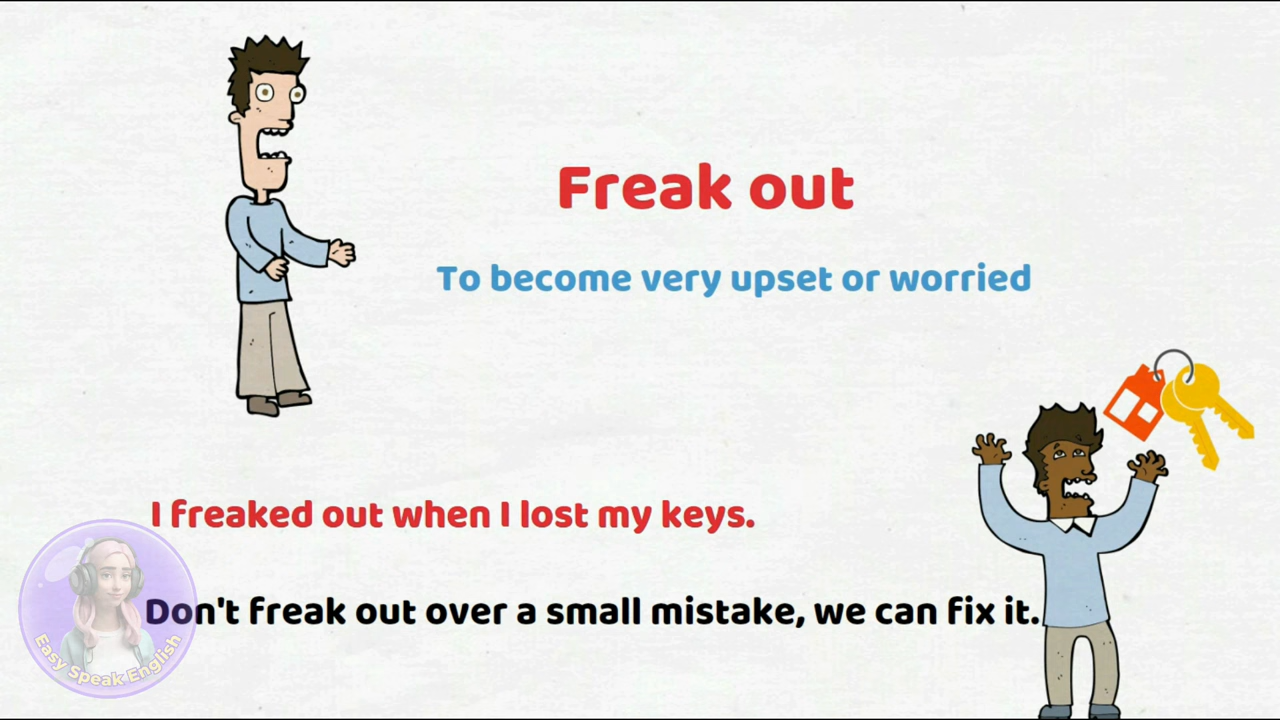 Freak out
To become very upset or worried
I freaked out when I lost my keys.
Don't freak out over a small mistake, we can fix it.
Easy Speak English